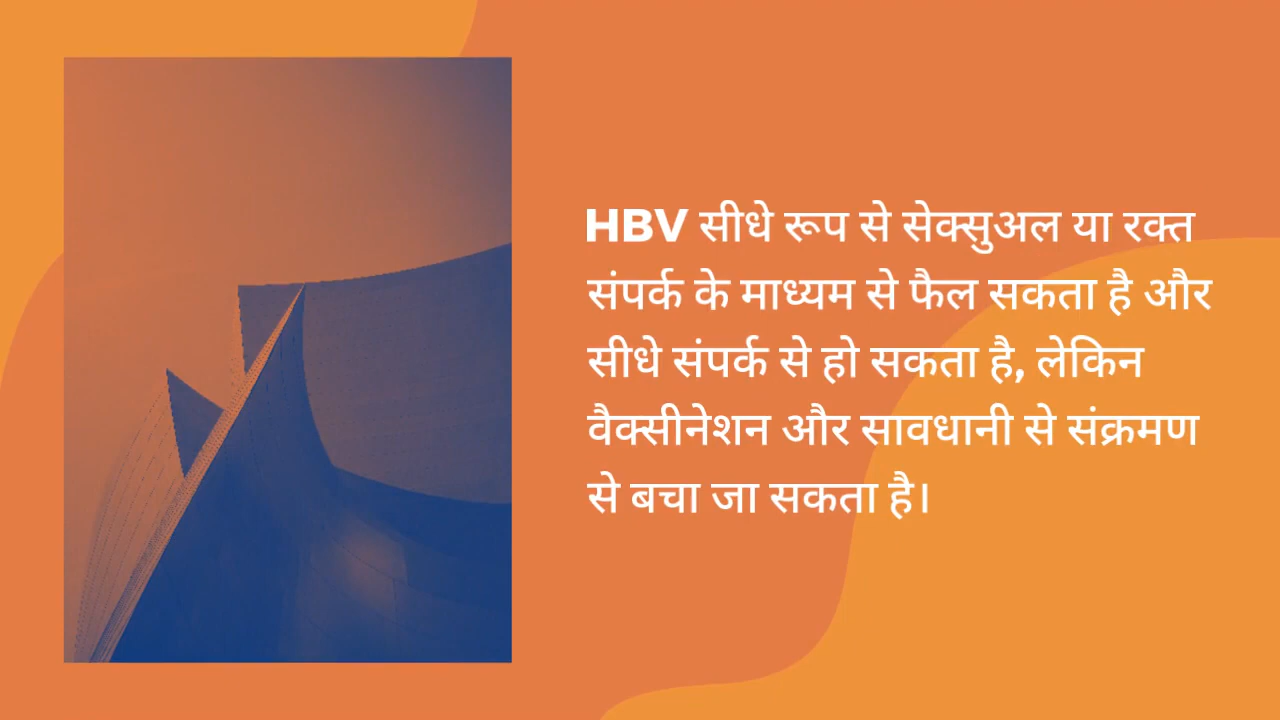 HBV सीधे रूप से सेक्सुअल या रक्त
संपर्क के माध्यम से फैल सकता है और
सीधे संपर्क से हो सकता है, लेकिन
वैक्सीनेशन और सावधानी से संक्रमण
से बचा जा सकता है।